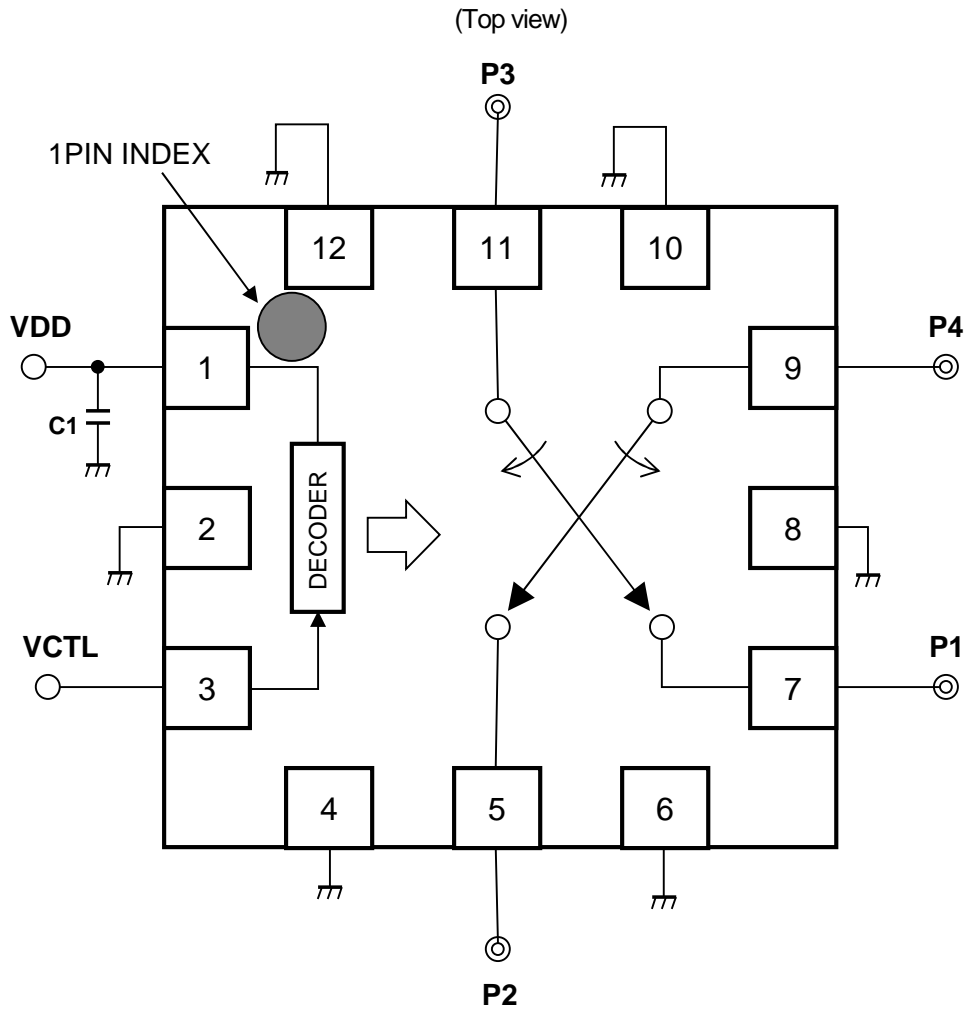 (Top view)
P3
1PIN INDEX
12
11
10
VDD
P4
1
9
C1
DECODER
2
8
VCTL
P1
3
7
4
5
6
P2